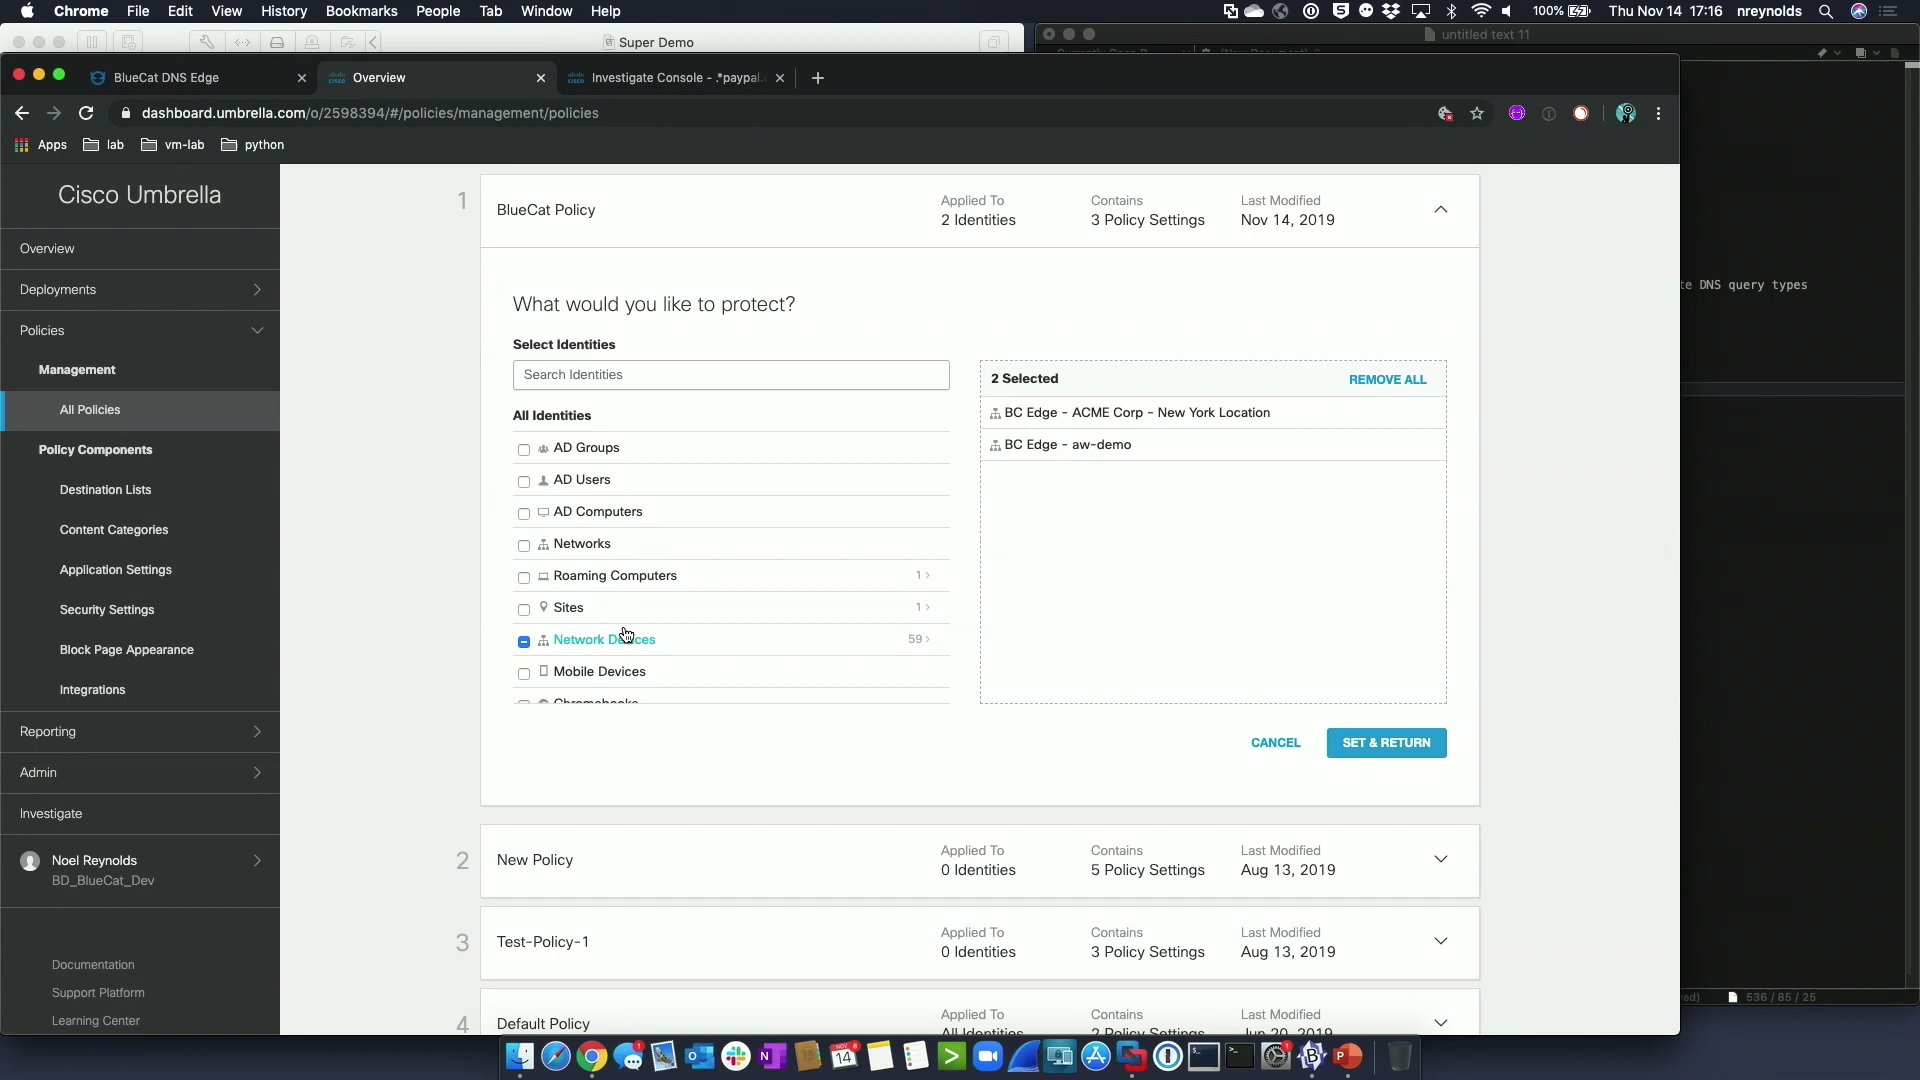 Chrome File Edit View History Bookmarks People Tab Window Help 100% Thu Nov 14 17:16 nreynolds
Super Demo
untitled text 11
BlueCat DNS Edge
Overview
Investigate Console - .*paypal.
dashboard.umbrella.com/o/2598394/#/policies/management/policies
Apps lab vm-lab python
Cisco Umbrella
Overview
Deployments
Policies
Management
All Policies
Policy Components
Destination Lists
Content Categories
Application Settings
Security Settings
Block Page Appearance
Integrations
Reporting
Admin
Investigate
Noel Reynolds
BD_BlueCat_Dev
Documentation
Support Platform
Learning Center
1
BlueCat Policy
Applied To
2 Identities
Contains
3 Policy Settings
Last Modified
Nov 14, 2019
What would you like to protect?
Select Identities
Search Identities
All Identities
AD Groups
AD Users
AD Computers
Networks
Roaming Computers 1 >
Sites 1 >
Network Devices 59 >
Mobile Devices
Chromebooks
2 Selected REMOVE ALL
BC Edge - ACME Corp - New York Location
BC Edge - aw-demo
CANCEL SET & RETURN
2
New Policy
Applied To
0 Identities
Contains
5 Policy Settings
Last Modified
Aug 13, 2019
3
Test-Policy-1
Applied To
0 Identities
Contains
3 Policy Settings
Last Modified
Aug 13, 2019
4
Default Policy
Applied To
All Identities
Contains
2 Policy Settings
Last Modified
Jun 20, 2019
te DNS query types
536 / 85 / 25